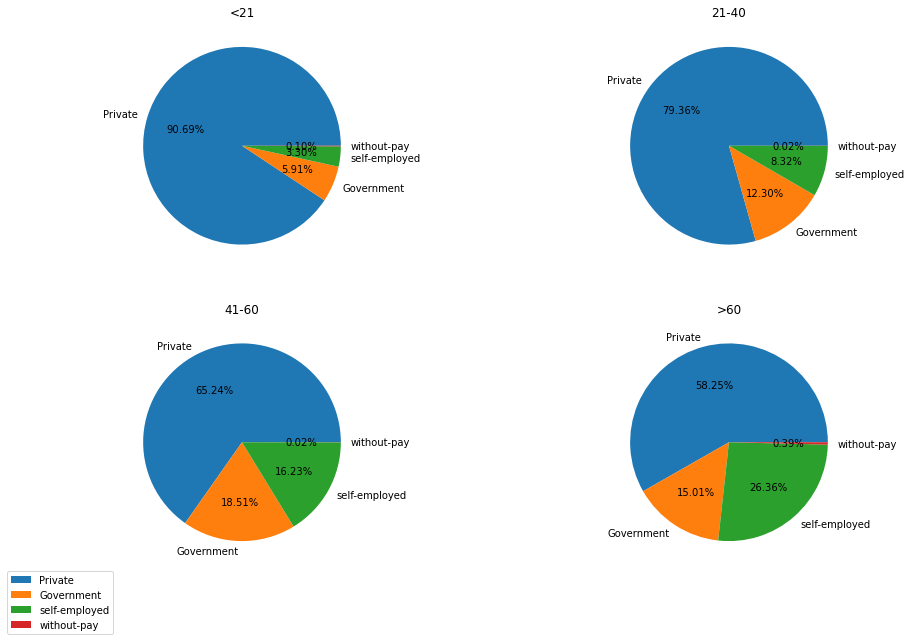 <21
Private
90.69%
0.10%
without-pay
3.30%
self-employed
5.91%
Government
21-40
Private
79.36%
0.02%
without-pay
8.32%
self-employed
12.30%
Government
41-60
Private
65.24%
0.02%
without-pay
16.23%
self-employed
18.51%
Government
>60
Private
58.25%
0.39%
without-pay
15.01%
26.36%
self-employed
Government
Private
Government
self-employed
without-pay